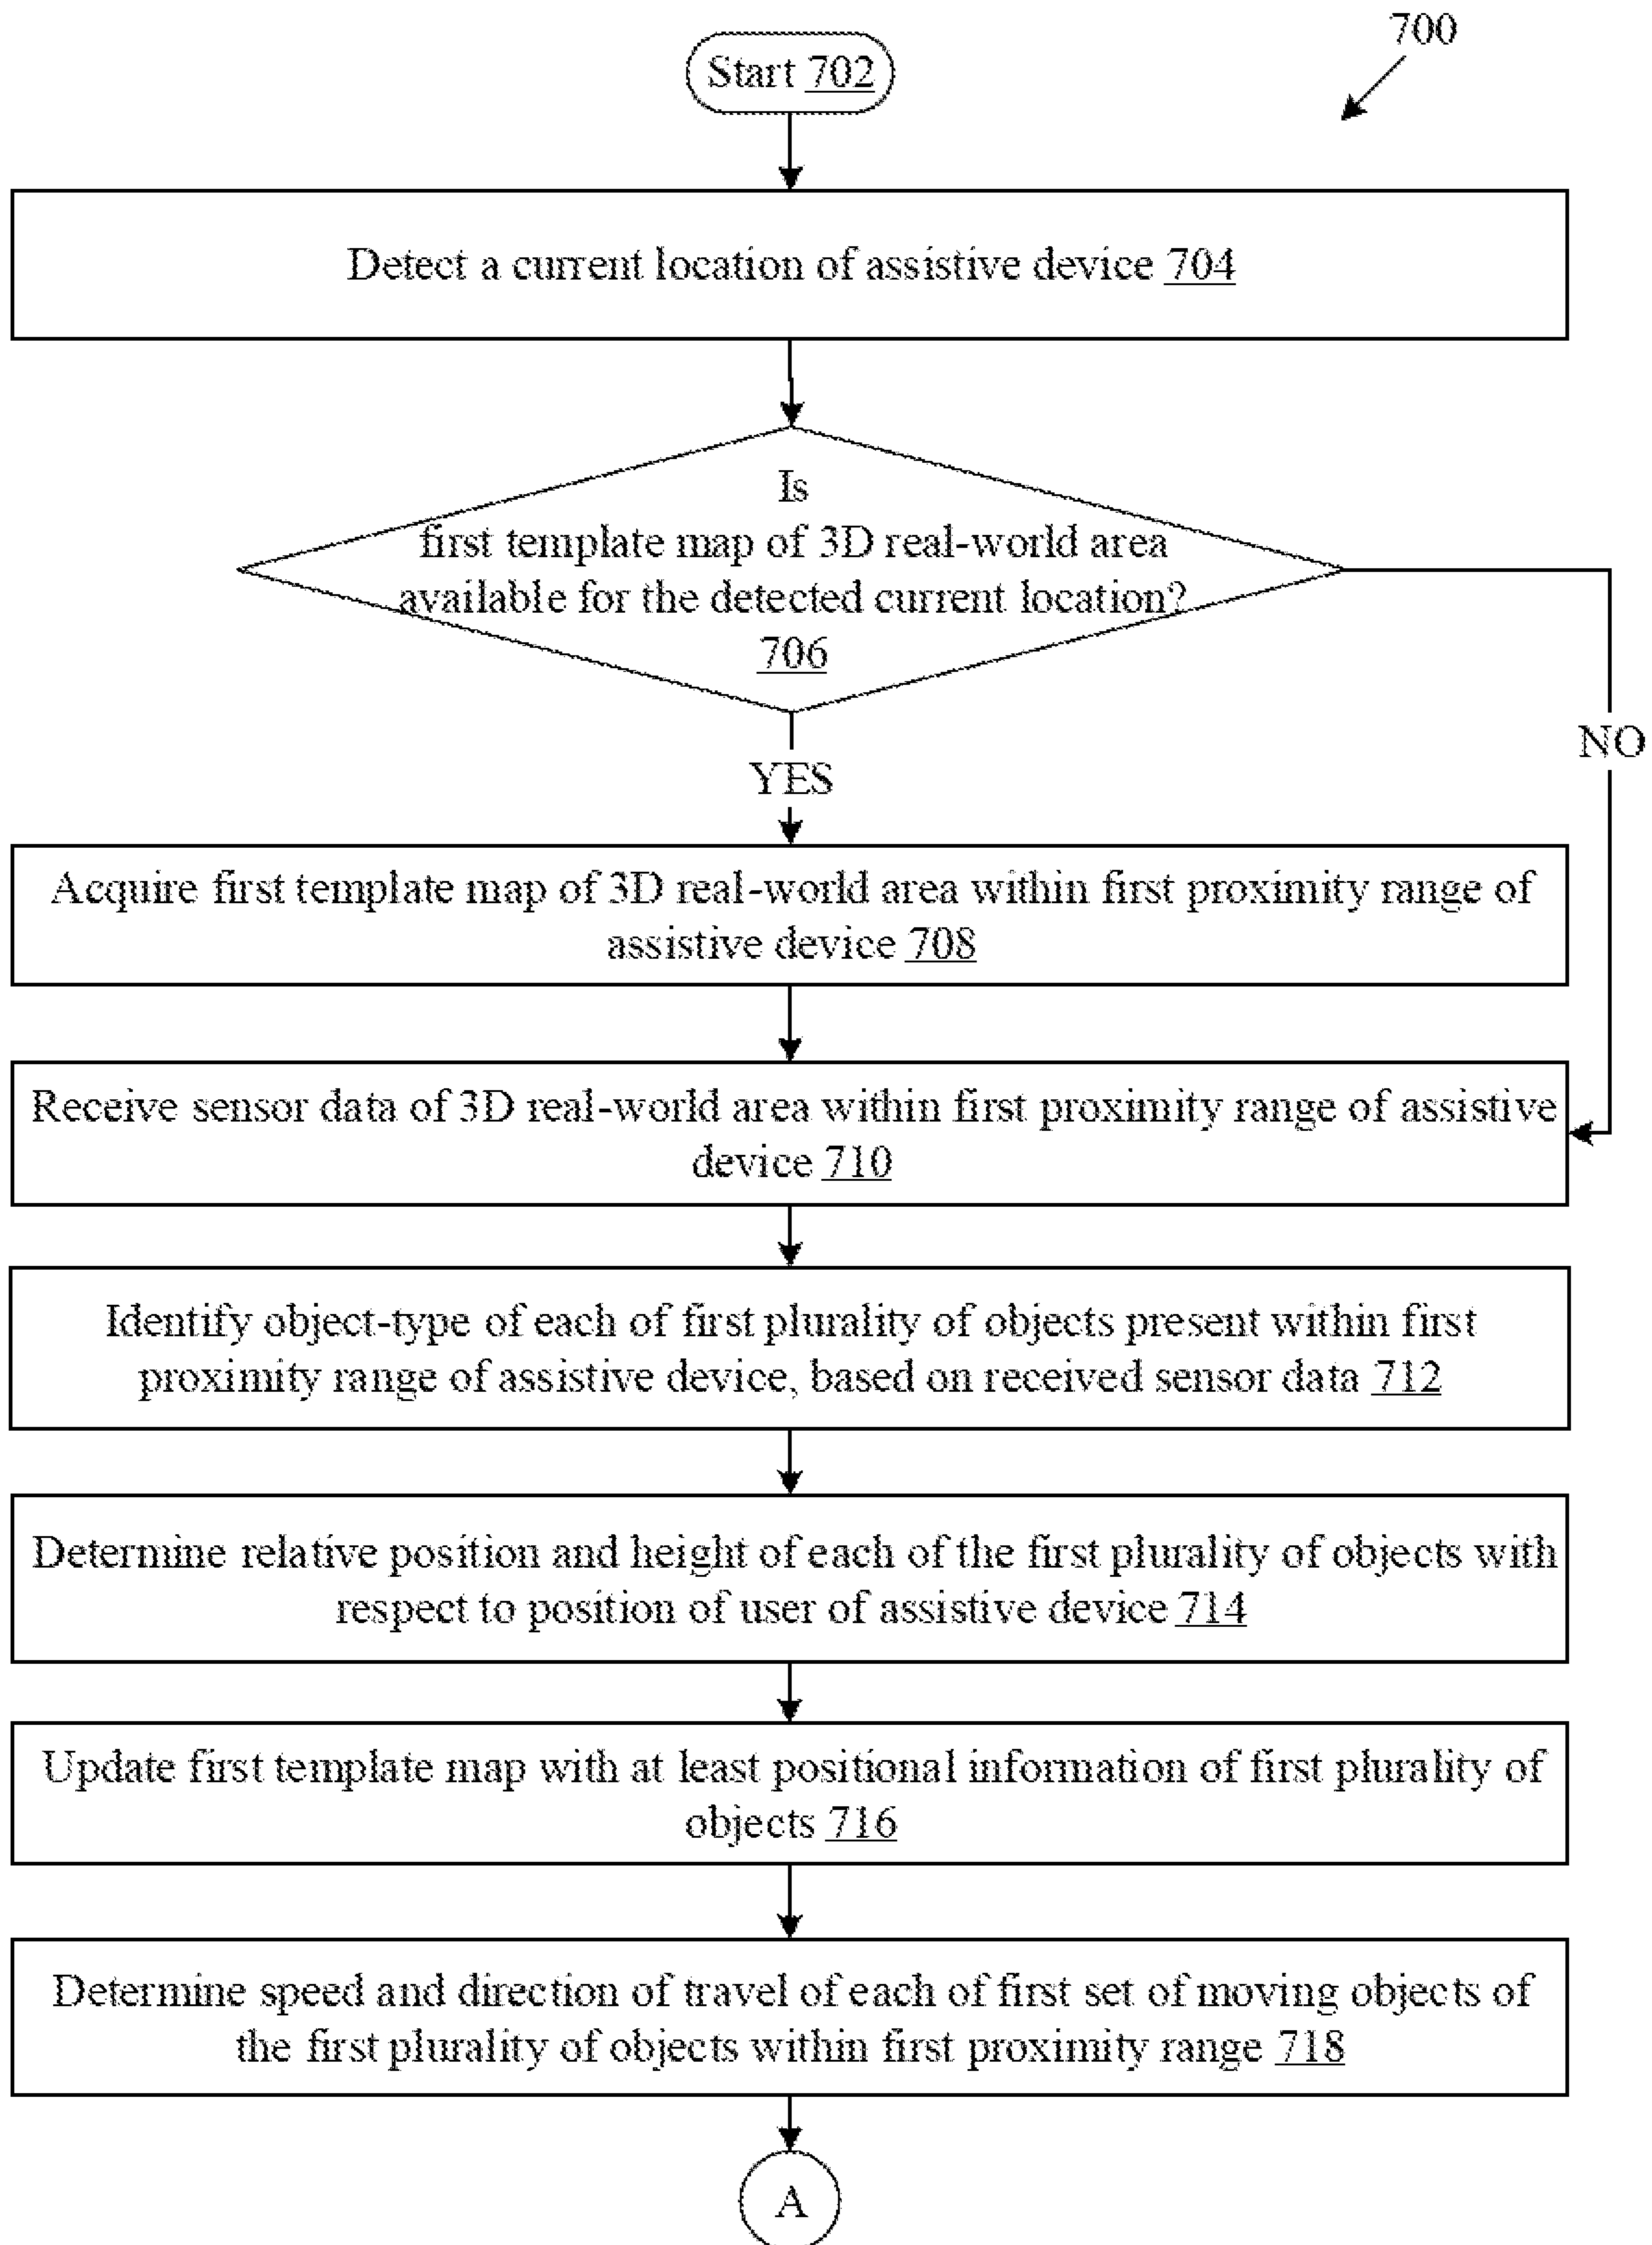 700
Start 702
Detect a current location of assistive device 704
Is
first template map of 3D real-world area
available for the detected current location?
706
NO
YES
Acquire first template map of 3D real-world area within first proximity range of
assistive device 708
Receive sensor data of 3D real-world area within first proximity range of assistive
device 710
Identify object-type of each of first plurality of objects present within first
proximity range of assistive device, based on received sensor data 712
Determine relative position and height of each of the first plurality of objects with
respect to position of user of assistive device 714
Update first template map with at least positional information of first plurality of
objects 716
Determine speed and direction of travel of each of first set of moving objects of
the first plurality of objects within first proximity range 718
A